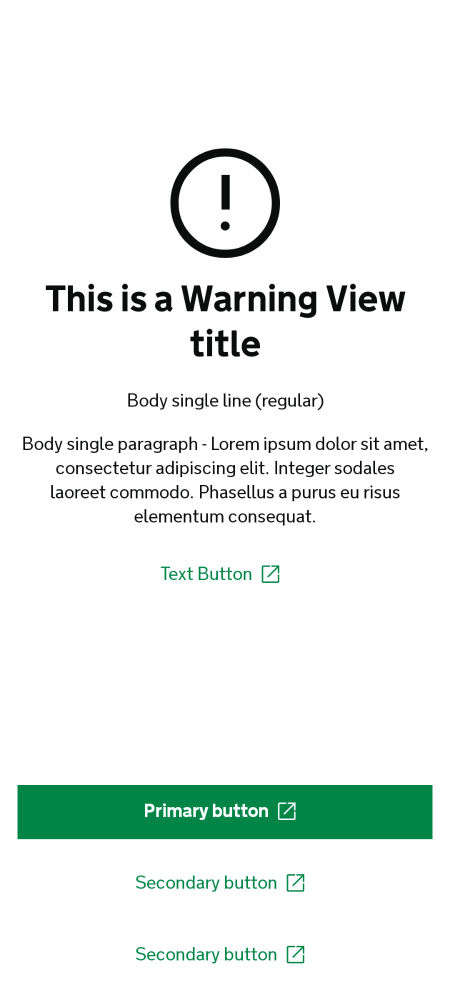 This is a Warning View
title
Body single line (regular)
Body single paragraph - Lorem ipsum dolor sit amet,
consectetur adipiscing elit. Integer sodales
laoreet commodo. Phasellus a purus eu risus
elementum consequat.
Text Button
Primary button
Secondary button
Secondary button